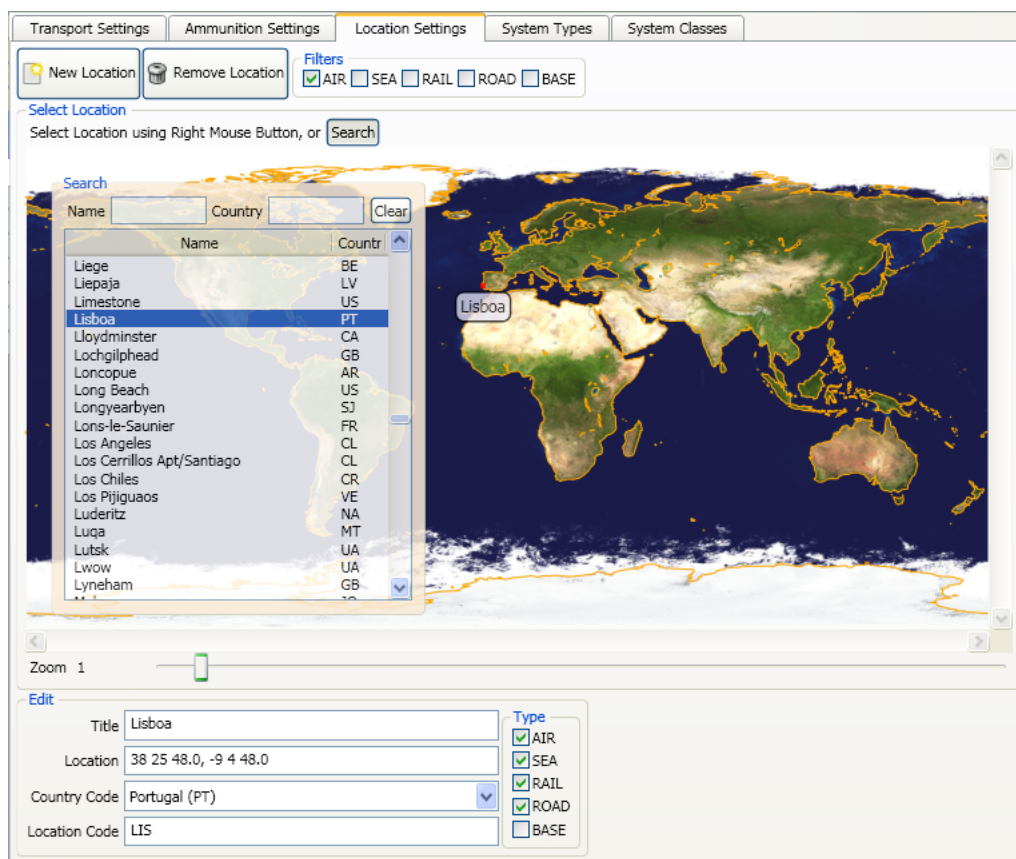 Transport Settings Ammunition Settings Location Settings System Types System Classes
New Location Remove Location Filters AIR SEA RAIL ROAD BASE
Select Location
Select Location using Right Mouse Button, or Search
Search
Name Country Clear
Name Countr
Liege BE
Liepaja LV
Limestone US
Lisboa PT
Lloydminster CA
Lochgilphead GB
Loncopue AR
Long Beach US
Longyearbyen SJ
Lons-le-Saunier FR
Los Angeles CL
Los Cerrillos Apt/Santiago CL
Los Chiles CR
Los Pijiguaos VE
Luderitz NA
Luqa MT
Lutsk UA
Lwow UA
Lyneham GB
Lisboa
Zoom 1
Edit
Title Lisboa
Location 38 25 48.0, -9 4 48.0
Country Code Portugal (PT)
Location Code LIS
Type
AIR
SEA
RAIL
ROAD
BASE